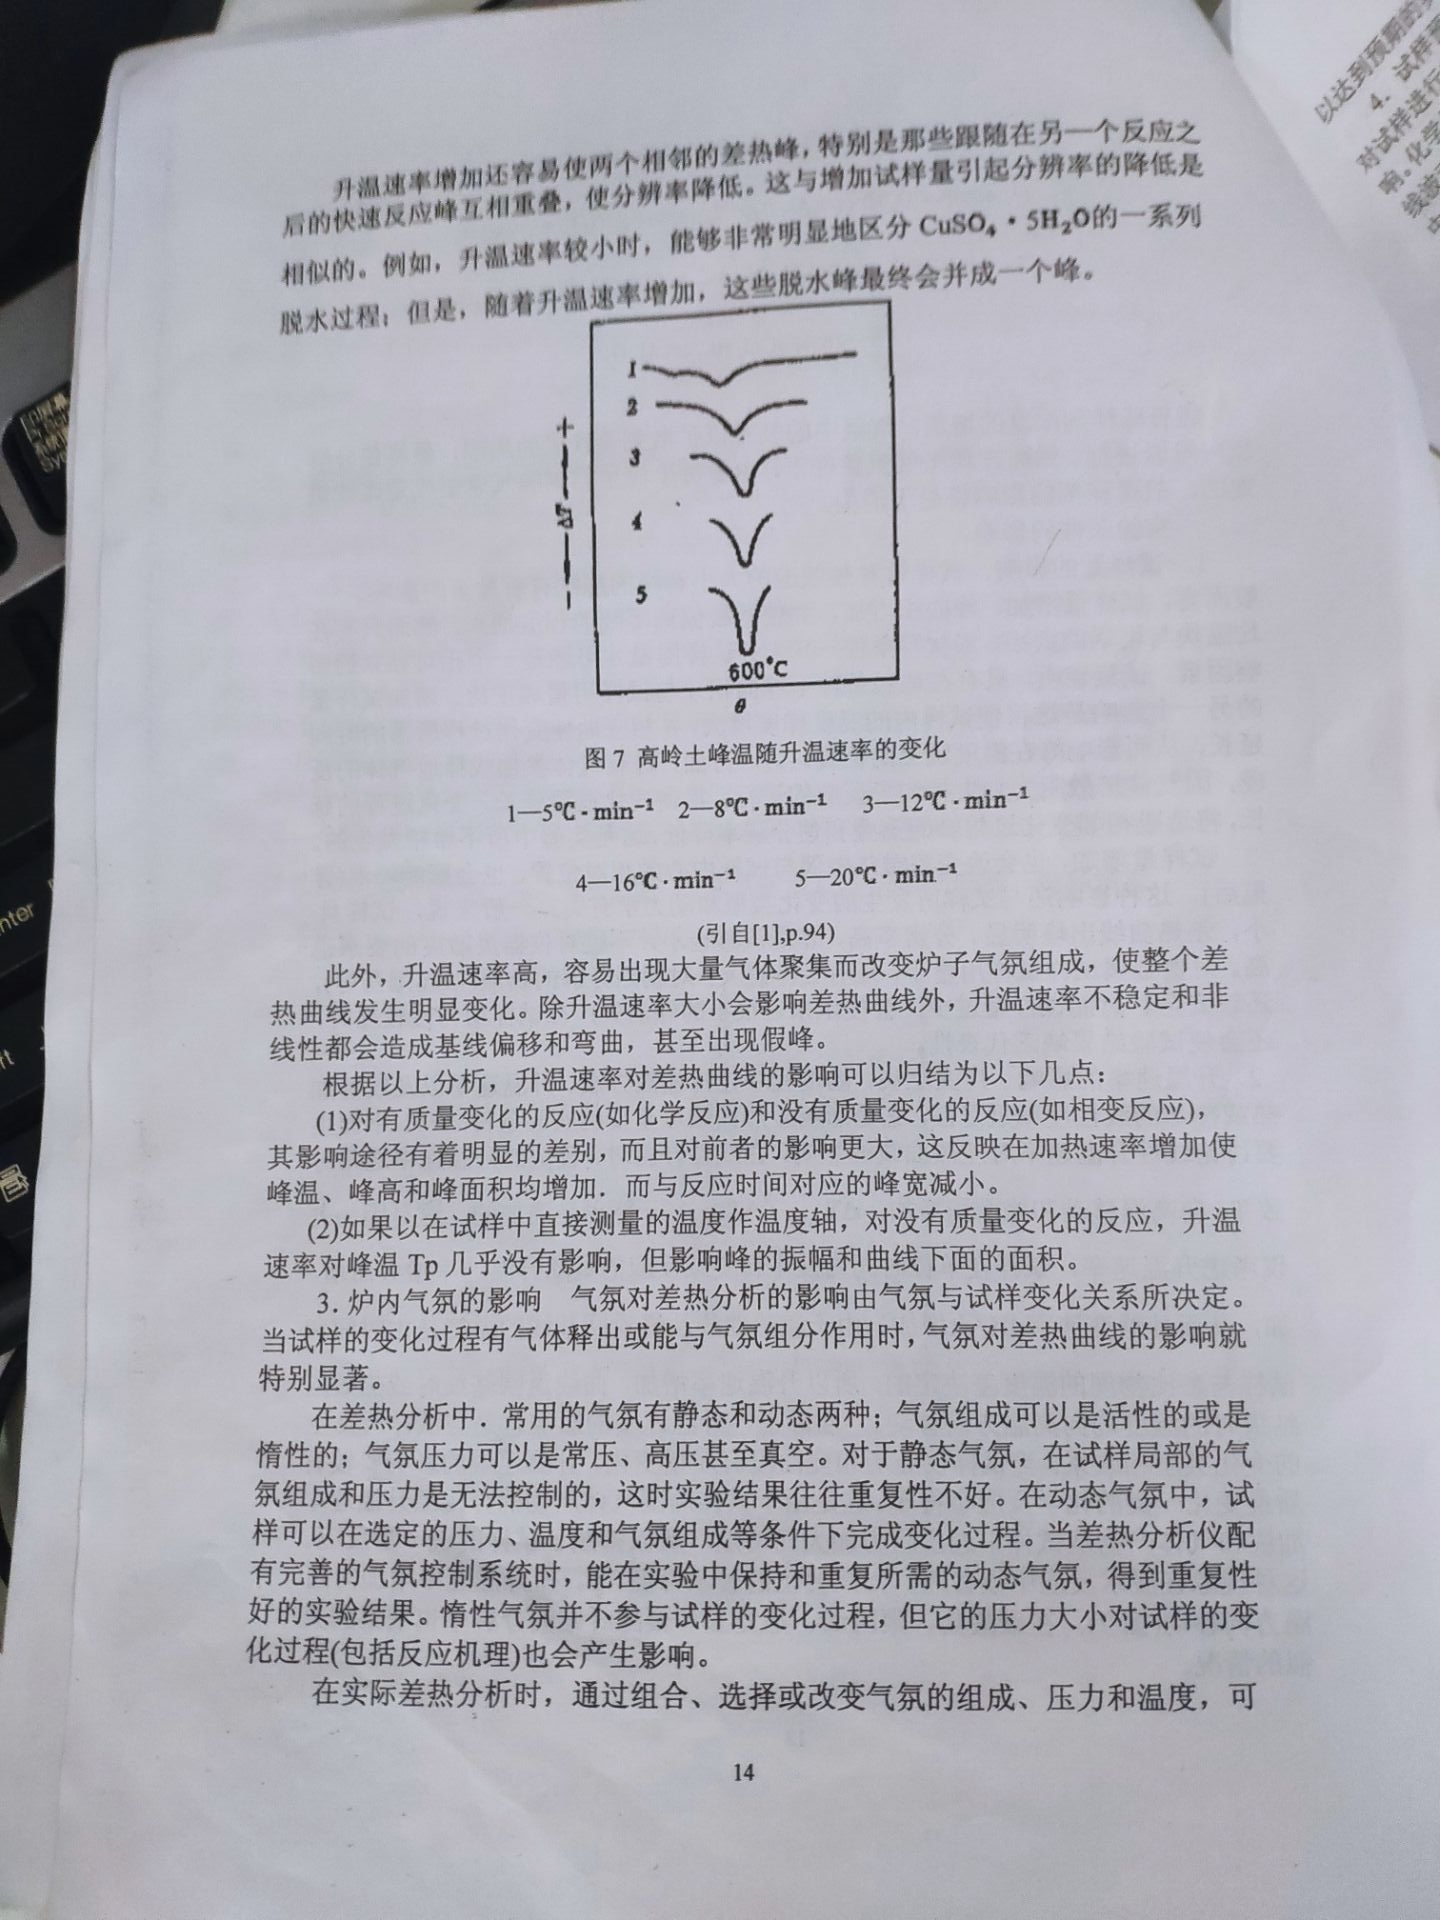 升温速率增加还容易使两个相邻的差热峰，特别是那些跟随在另一个反应之
后的快速反应峰互相重叠，使分辨率降低。这与增加试样量引起分辨率的降低是
相似的。例如，升温速率较小时，能够非常明显地区分 CuSO₄・5H₂O的一系列
脱水过程；但是，随着升温速率增加，这些脱水峰最终会并成一个峰。
1
2
3
4
5
+
ΔT
-
600℃
θ
图 7 高岭土峰温随升温速率的变化
1—5℃·min⁻¹ 2—8℃·min⁻¹ 3—12℃·min⁻¹
4—16℃·min⁻¹ 5—20℃·min⁻¹
(引自[1],p.94)
此外，升温速率高，容易出现大量气体聚集而改变炉子气氛组成，使整个差
热曲线发生明显变化。除升温速率大小会影响差热曲线外，升温速率不稳定和非
线性都会造成基线偏移和弯曲，甚至出现假峰。
根据以上分析，升温速率对差热曲线的影响可以归结为以下几点：
(1)对有质量变化的反应(如化学反应)和没有质量变化的反应(如相变反应)，
其影响途径有着明显的差别，而且对前者的影响更大，这反映在加热速率增加使
峰温、峰高和峰面积均增加．而与反应时间对应的峰宽减小。
(2)如果以在试样中直接测量的温度作温度轴，对没有质量变化的反应，升温
速率对峰温 Tp 几乎没有影响，但影响峰的振幅和曲线下面的面积。
3. 炉内气氛的影响 气氛对差热分析的影响由气氛与试样变化关系所决定。
当试样的变化过程有气体释出或能与气氛组分作用时，气氛对差热曲线的影响就
特别显著。
在差热分析中．常用的气氛有静态和动态两种；气氛组成可以是活性的或是
惰性的；气氛压力可以是常压、高压甚至真空。对于静态气氛，在试样局部的气
氛组成和压力是无法控制的，这时实验结果往往重复性不好。在动态气氛中，试
样可以在选定的压力、温度和气氛组成等条件下完成变化过程。当差热分析仪配
有完善的气氛控制系统时，能在实验中保持和重复所需的动态气氛，得到重复性
好的实验结果。惰性气氛并不参与试样的变化过程，但它的压力大小对试样的变
化过程(包括反应机理)也会产生影响。
在实际差热分析时，通过组合、选择或改变气氛的组成、压力和温度，可
14
以达到预期的
4. 试样
对试样进行
响。化学